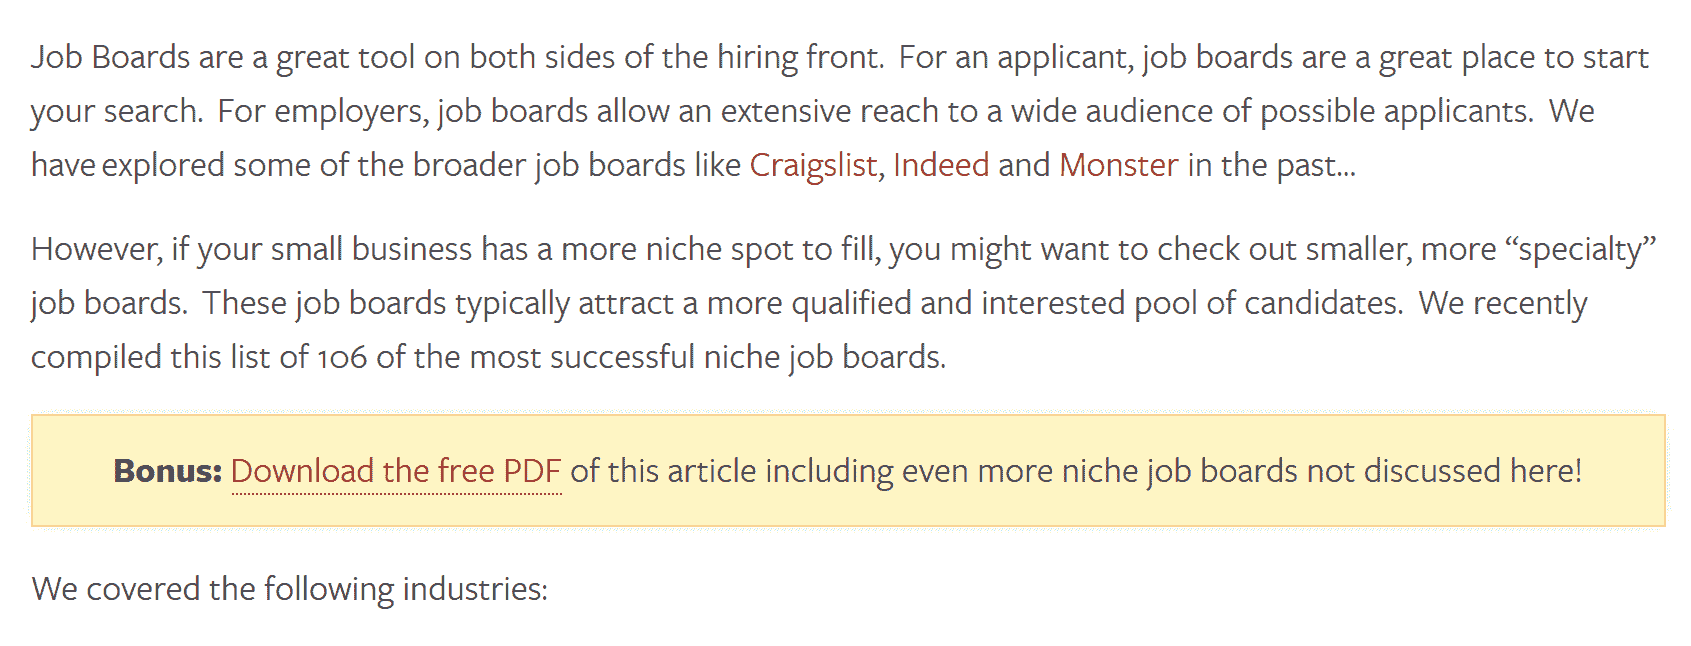 Job Boards are a great tool on both sides of the hiring front.  For an applicant, job boards are a great place to start
your search.  For employers, job boards allow an extensive reach to a wide audience of possible applicants.  We
have explored some of the broader job boards like Craigslist, Indeed and Monster in the past...
However, if your small business has a more niche spot to fill, you might want to check out smaller, more “specialty”
job boards.  These job boards typically attract a more qualified and interested pool of candidates.  We recently
compiled this list of 106 of the most successful niche job boards.
Bonus: Download the free PDF of this article including even more niche job boards not discussed here!
We covered the following industries: